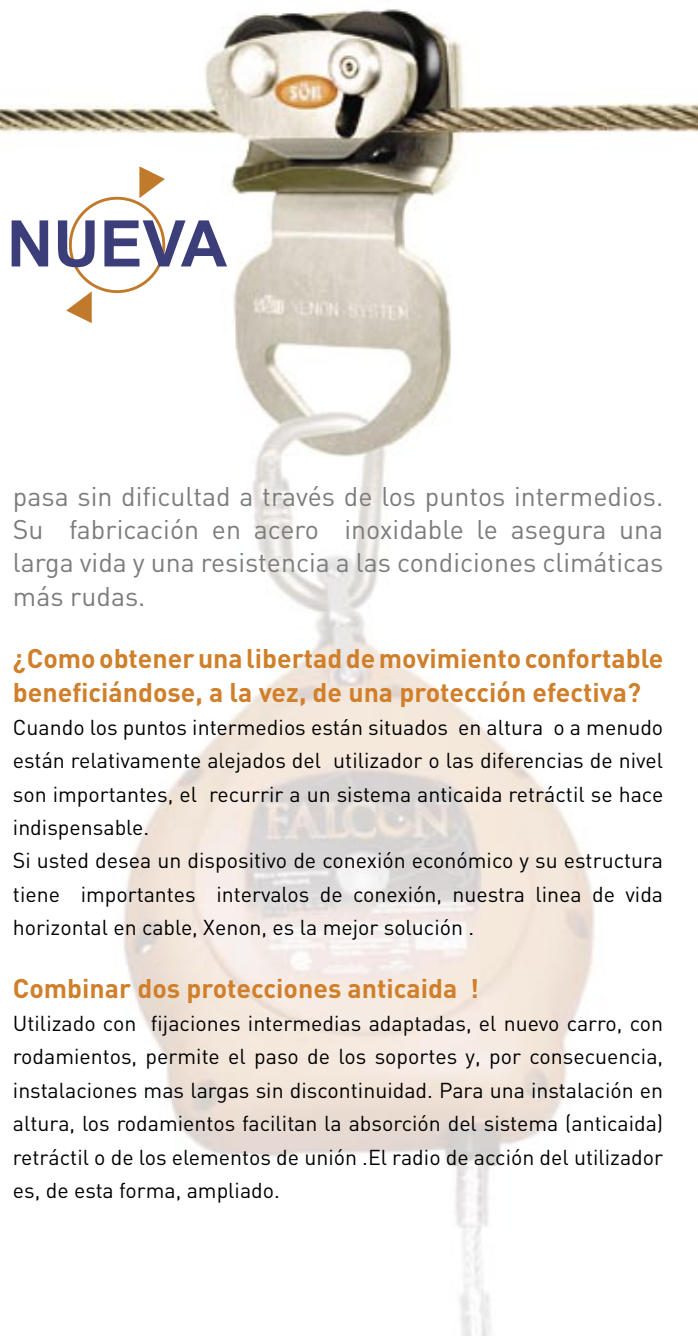 SÖLL
NUEVA
SÖLL XENON-SYSTEM
pasa sin dificultad a través de los puntos intermedios.
Su fabricación en acero inoxidable le asegura una
larga vida y una resistencia a las condiciones climáticas
más rudas.
¿Como obtener una libertad de movimiento confortable
beneficiándose, a la vez, de una protección efectiva?
Cuando los puntos intermedios están situados en altura o a menudo
están relativamente alejados del utilizador o las diferencias de nivel
son importantes, el recurrir a un sistema anticaida retráctil se hace
indispensable.
FALCON
Si usted desea un dispositivo de conexión económico y su estructura
tiene importantes intervalos de conexión, nuestra linea de vida
horizontal en cable, Xenon, es la mejor solución .
Combinar dos protecciones anticaida !
Utilizado con fijaciones intermedias adaptadas, el nuevo carro, con
rodamientos, permite el paso de los soportes y, por consecuencia,
instalaciones mas largas sin discontinuidad. Para una instalación en
altura, los rodamientos facilitan la absorción del sistema (anticaida)
retráctil o de los elementos de unión .El radio de acción del utilizador
es, de esta forma, ampliado.